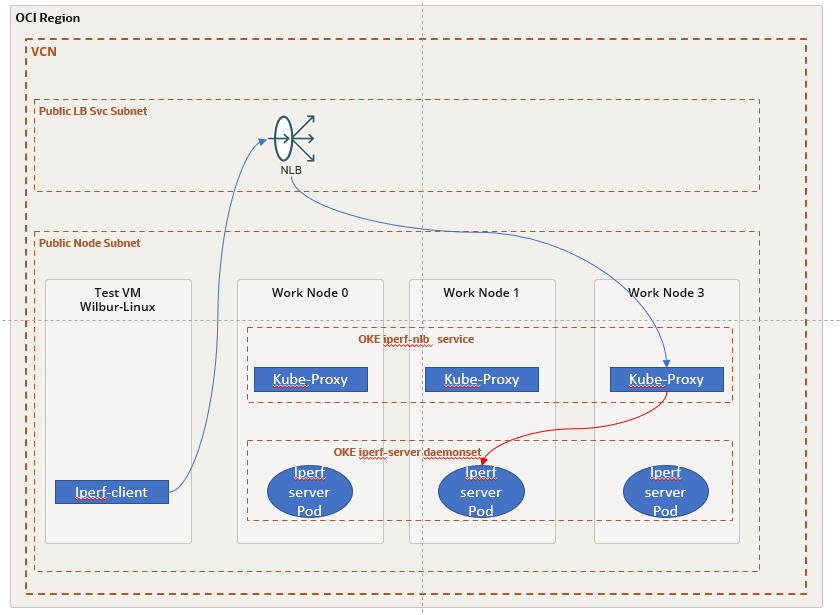 OCI Region
VCN
Public LB Svc Subnet
NLB
Public Node Subnet
Test VM
Wilbur-Linux
Work Node 0
Work Node 1
Work Node 3
OKE iperf-nlb service
Kube-Proxy
Kube-Proxy
Kube-Proxy
OKE iperf-server daemonset
Iperf-client
Iperf
server
Pod
Iperf
server
Pod
Iperf
server
Pod